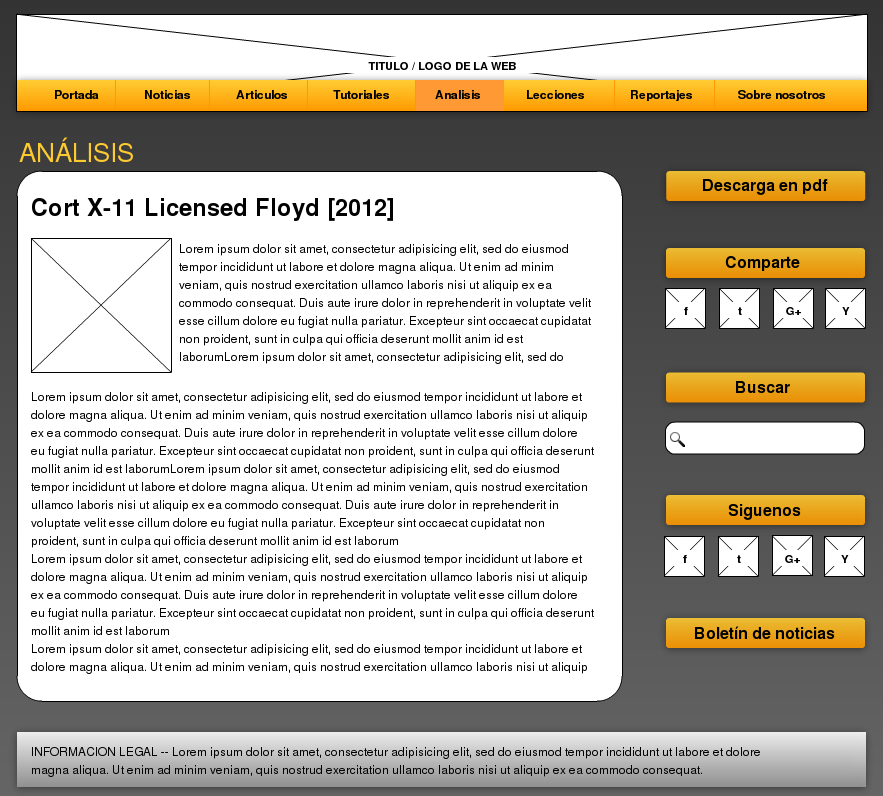 TITULO / LOGO DE LA WEB
Portada Noticias Articulos Tutoriales Analisis Lecciones Reportajes Sobre nosotros
ANÁLISIS
Cort X-11 Licensed Floyd [2012]
Lorem ipsum dolor sit amet, consectetur adipisicing elit, sed do eiusmod
tempor incididunt ut labore et dolore magna aliqua. Ut enim ad minim
veniam, quis nostrud exercitation ullamco laboris nisi ut aliquip ex ea
commodo consequat. Duis aute irure dolor in reprehenderit in voluptate velit
esse cillum dolore eu fugiat nulla pariatur. Excepteur sint occaecat cupidatat
non proident, sunt in culpa qui officia deserunt mollit anim id est
laborumLorem ipsum dolor sit amet, consectetur adipisicing elit, sed do
Lorem ipsum dolor sit amet, consectetur adipisicing elit, sed do eiusmod tempor incididunt ut labore et
dolore magna aliqua. Ut enim ad minim veniam, quis nostrud exercitation ullamco laboris nisi ut aliquip
ex ea commodo consequat. Duis aute irure dolor in reprehenderit in voluptate velit esse cillum dolore
eu fugiat nulla pariatur. Excepteur sint occaecat cupidatat non proident, sunt in culpa qui officia deserunt
mollit anim id est laborumLorem ipsum dolor sit amet, consectetur adipisicing elit, sed do eiusmod
tempor incididunt ut labore et dolore magna aliqua. Ut enim ad minim veniam, quis nostrud exercitation
ullamco laboris nisi ut aliquip ex ea commodo consequat. Duis aute irure dolor in reprehenderit in
voluptate velit esse cillum dolore eu fugiat nulla pariatur. Excepteur sint occaecat cupidatat non
proident, sunt in culpa qui officia deserunt mollit anim id est laborum
Lorem ipsum dolor sit amet, consectetur adipisicing elit, sed do eiusmod tempor incididunt ut labore et
dolore magna aliqua. Ut enim ad minim veniam, quis nostrud exercitation ullamco laboris nisi ut aliquip
ex ea commodo consequat. Duis aute irure dolor in reprehenderit in voluptate velit esse cillum dolore
eu fugiat nulla pariatur. Excepteur sint occaecat cupidatat non proident, sunt in culpa qui officia deserunt
mollit anim id est laborum
Lorem ipsum dolor sit amet, consectetur adipisicing elit, sed do eiusmod tempor incididunt ut labore et
dolore magna aliqua. Ut enim ad minim veniam, quis nostrud exercitation ullamco laboris nisi ut aliquip
Descarga en pdf
Comparte
f t G+ Y
Buscar
Siguenos
f t G+ Y
Boletín de noticias
INFORMACION LEGAL -- Lorem ipsum dolor sit amet, consectetur adipisicing elit, sed do eiusmod tempor incididunt ut labore et dolore
magna aliqua. Ut enim ad minim veniam, quis nostrud exercitation ullamco laboris nisi ut aliquip ex ea commodo consequat.